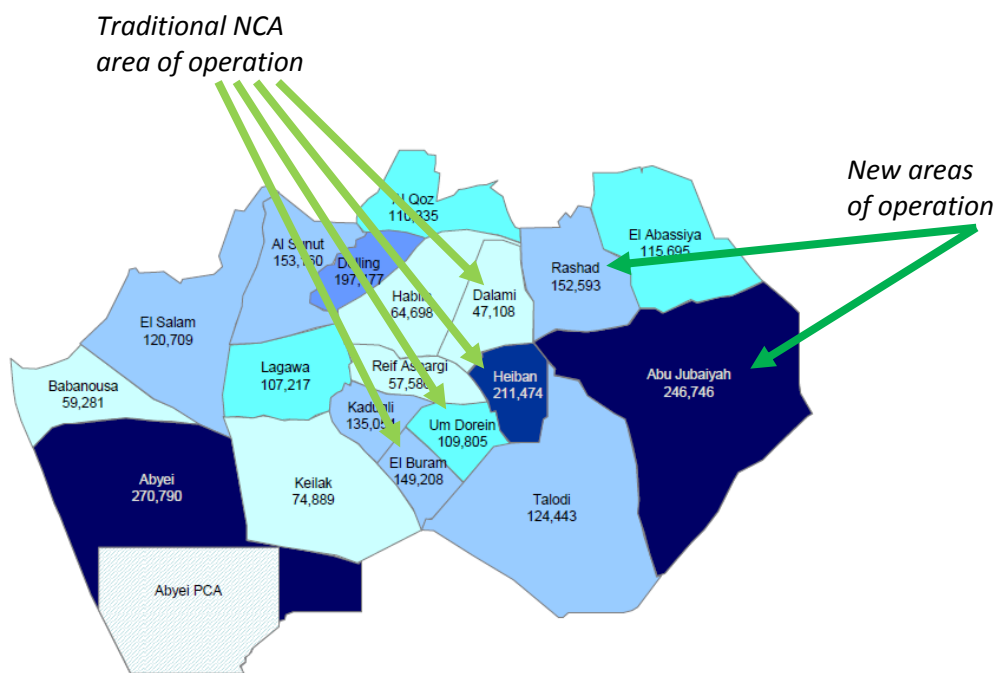 Traditional NCA
area of operation
New areas
of operation
Al Qoz
El Abassiya
115,695
Al Sunut
Dilling
Rashad
152,593
Habila
64,698
Dalami
47,108
El Salam
120,709
Lagawa
107,217
Reif Asharqi
Heiban
211,474
Abu Jubaiyah
246,746
Babanousa
59,281
Kadugli
Um Dorein
109,805
El Buram
149,208
Abyei
270,790
Keilak
74,889
Talodi
124,443
Abyei PCA